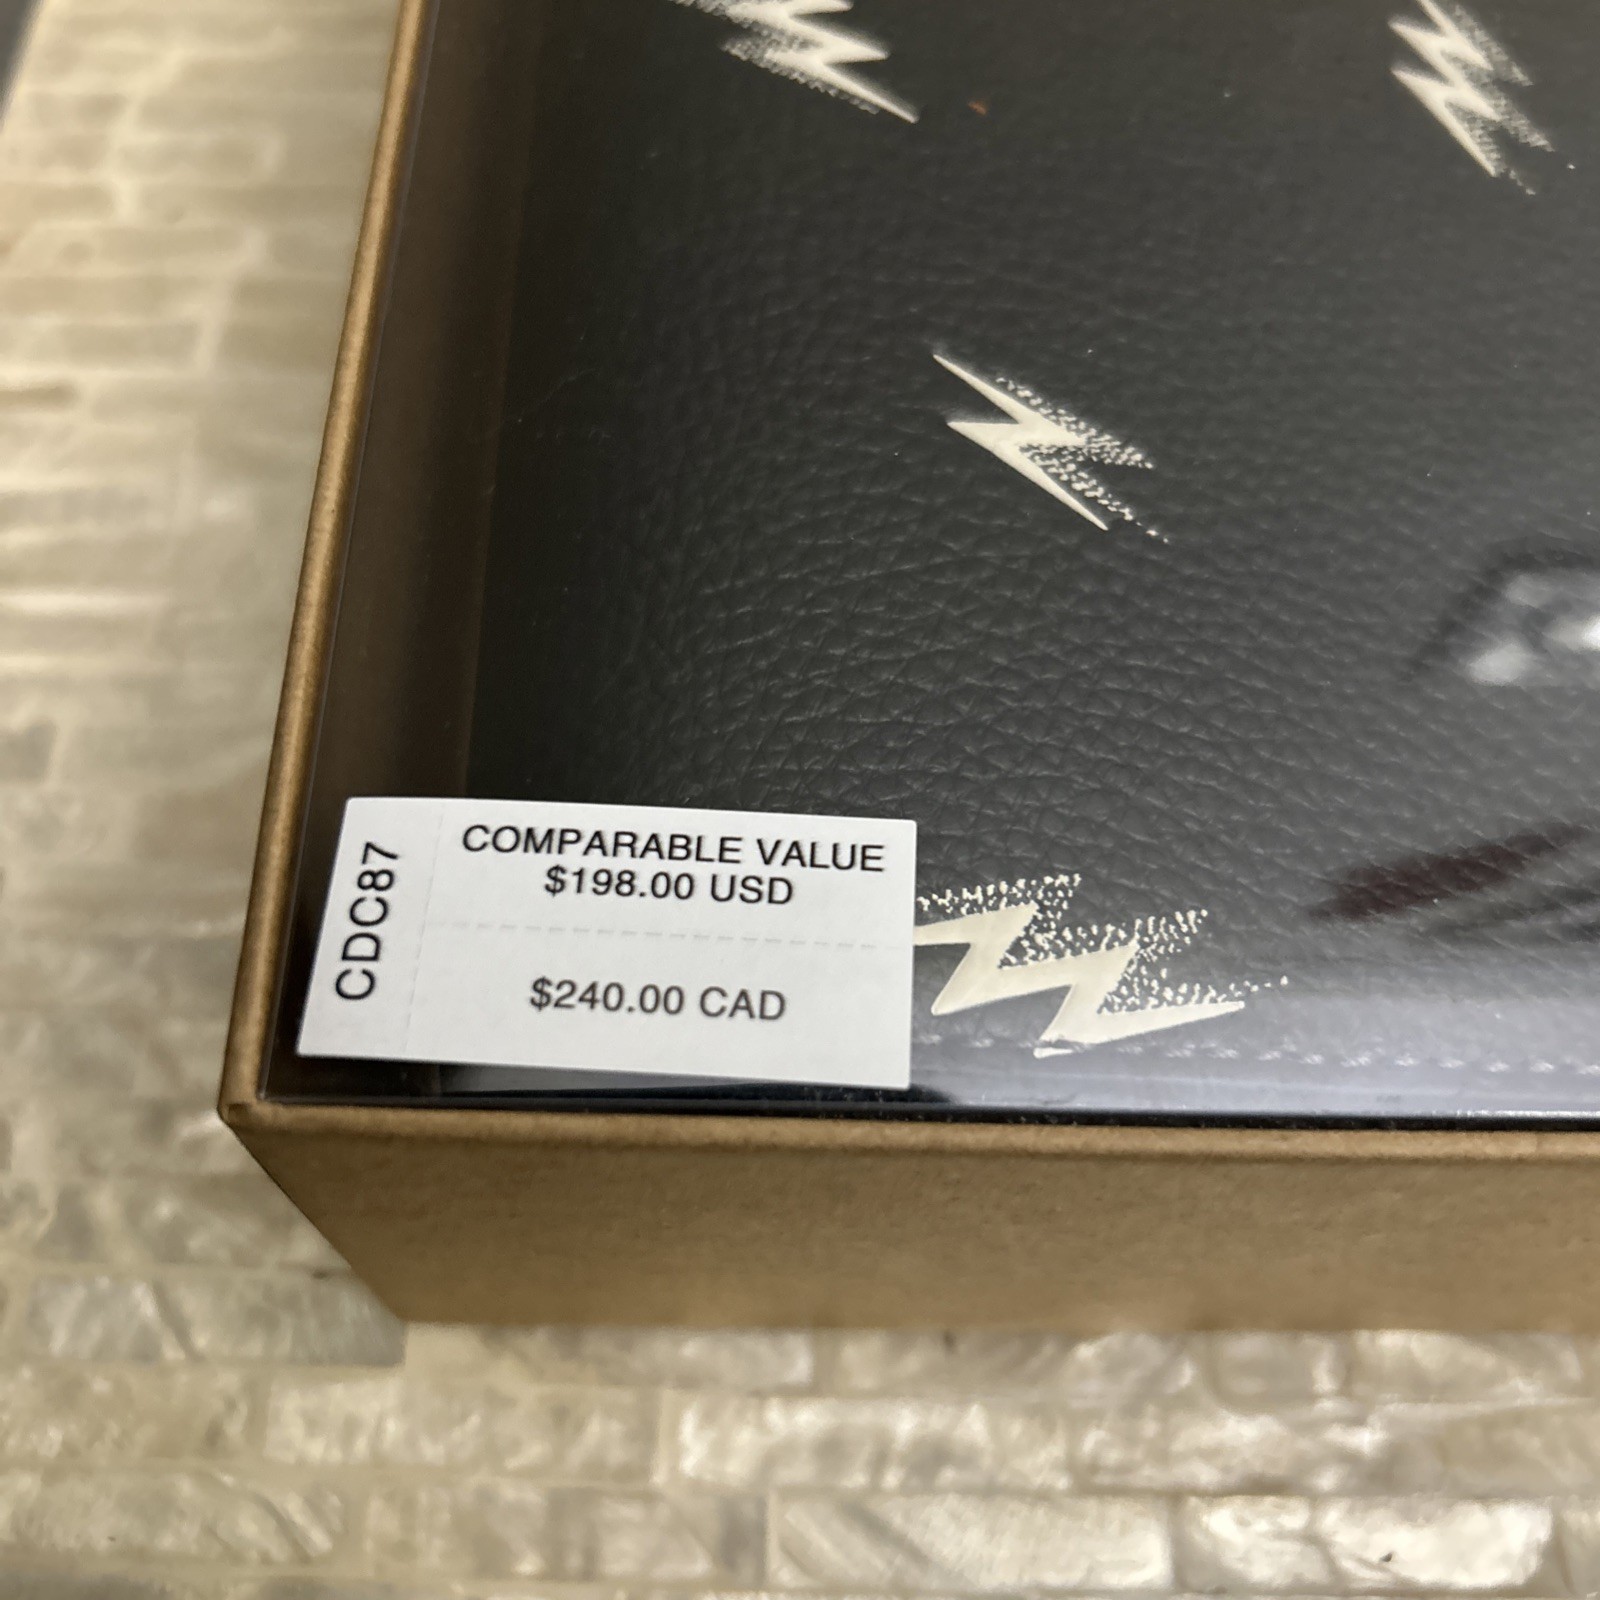 CDC87
COMPARABLE VALUE
$198.00 USD
$240.00 CAD